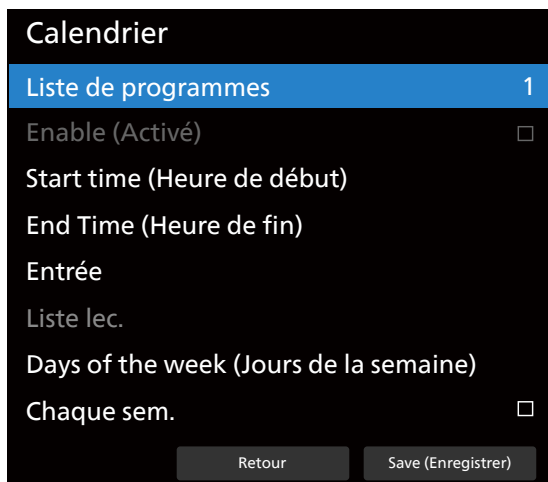 Calendrier
Liste de programmes 1
Enable (Activé)
Start time (Heure de début)
End Time (Heure de fin)
Entrée
Liste lec.
Days of the week (Jours de la semaine)
Chaque sem.
Retour Save (Enregistrer)